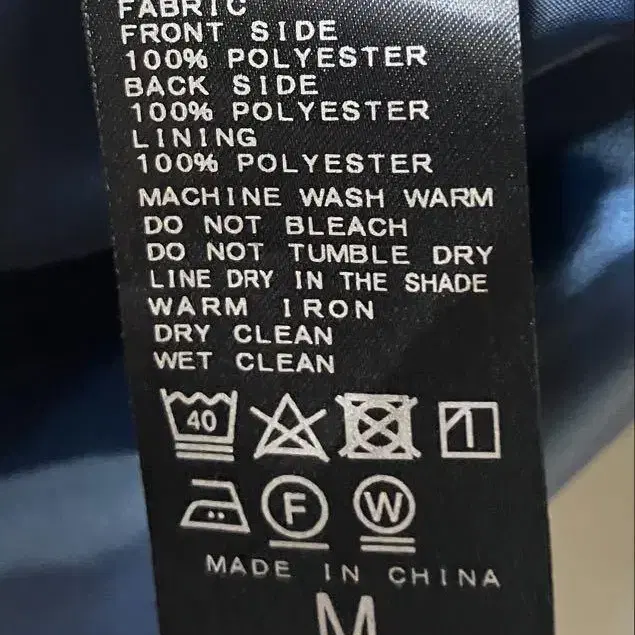 FABRIC
FRONT SIDE
100% POLYESTER
BACK SIDE
100% POLYESTER
LINING
100% POLYESTER
MACHINE WASH WARM
DO NOT BLEACH
DO NOT TUMBLE DRY
LINE DRY IN THE SHADE
WARM IRON
DRY CLEAN
WET CLEAN
40
F W
MADE IN CHINA
M